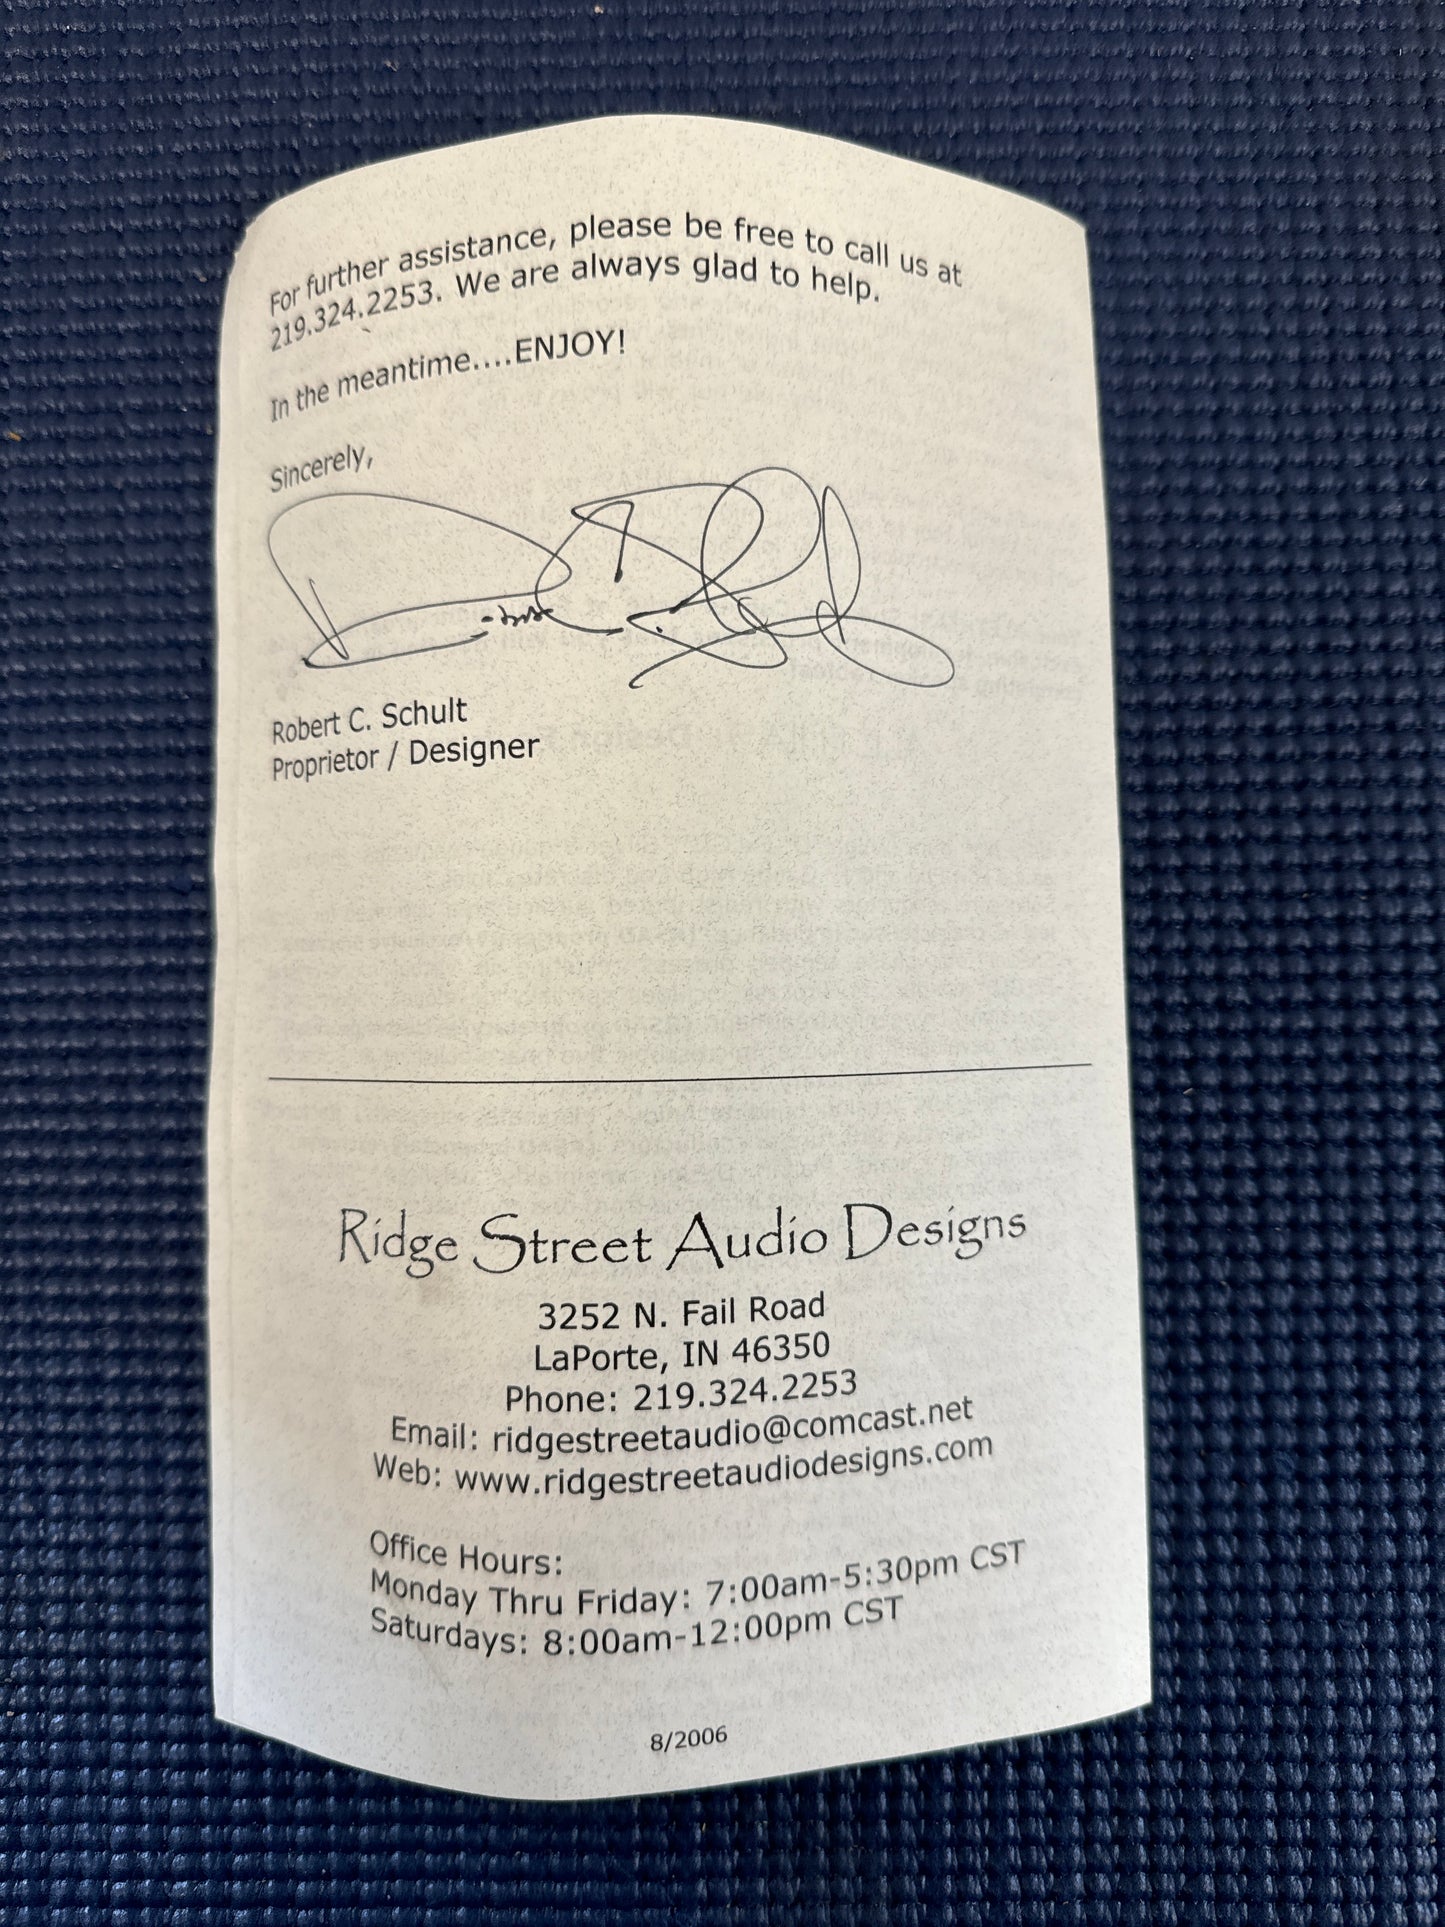 For further assistance, please be free to call us at
219.324.2253. We are always glad to help.
In the meantime....ENJOY!
Sincerely,
Robert C. Schult
Proprietor / Designer
Ridge Street Audio Designs
3252 N. Fail Road
LaPorte, IN 46350
Phone: 219.324.2253
Email: ridgestreetaudio@comcast.net
Web: www.ridgestreetaudiodesigns.com
Office Hours:
Monday Thru Friday: 7:00am-5:30pm CST
Saturdays: 8:00am-12:00pm CST
8/2006